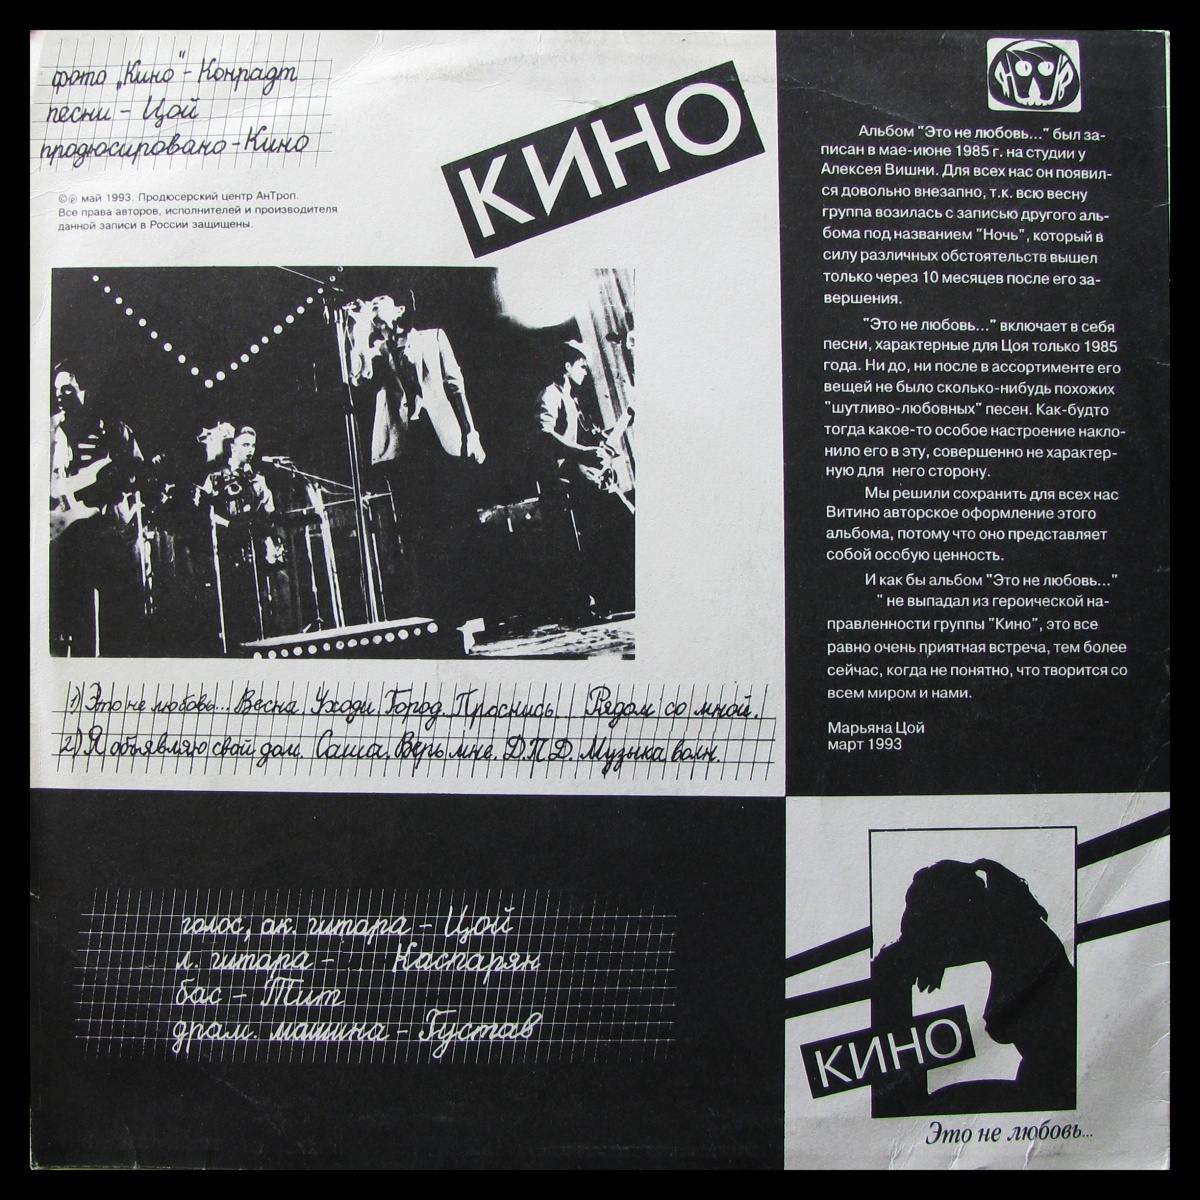 фото „Кино" - Конрадт
песни - Цой
продюсировано - Кино
©℗ май 1993. Продюсерский центр АнТроп.
Все права авторов, исполнителей и производителя
данной записи в России защищены.
КИНО
Альбом "Это не любовь..." был за-
писан в мае-июне 1985 г. на студии у
Алексея Вишни. Для всех нас он появил-
ся довольно внезапно, т.к. всю весну
группа возилась с записью другого аль-
бома под названием "Ночь", который в
силу различных обстоятельств вышел
только через 10 месяцев после его за-
вершения.
"Это не любовь..." включает в себя
песни, характерные для Цоя только 1985
года. Ни до, ни после в ассортименте его
вещей не было сколько-нибудь похожих
"шутливо-любовных" песен. Как-будто
тогда какое-то особое настроение накло-
нило его в эту, совершенно не характер-
ную для него сторону.
Мы решили сохранить для всех нас
Витино авторское оформление этого
альбома, потому что оно представляет
собой особую ценность.
И как бы альбом "Это не любовь..."
" не выпадал из героической на-
правленности группы "Кино", это все
равно очень приятная встреча, тем более
сейчас, когда не понятно, что творится со
всем миром и нами.
Марьяна Цой
март 1993
1) Это не любовь... Весна. Уходи. Город. Проснись... Рядом со мной.
2) Я объявляю свой дом. Саша. Верь мне. Д.П.Д. Музыка волн.
голос, ак. гитара - Цой
л. гитара - Каспарян
бас - Тит
драм. машина - Густав
КИНО
Это не любовь...